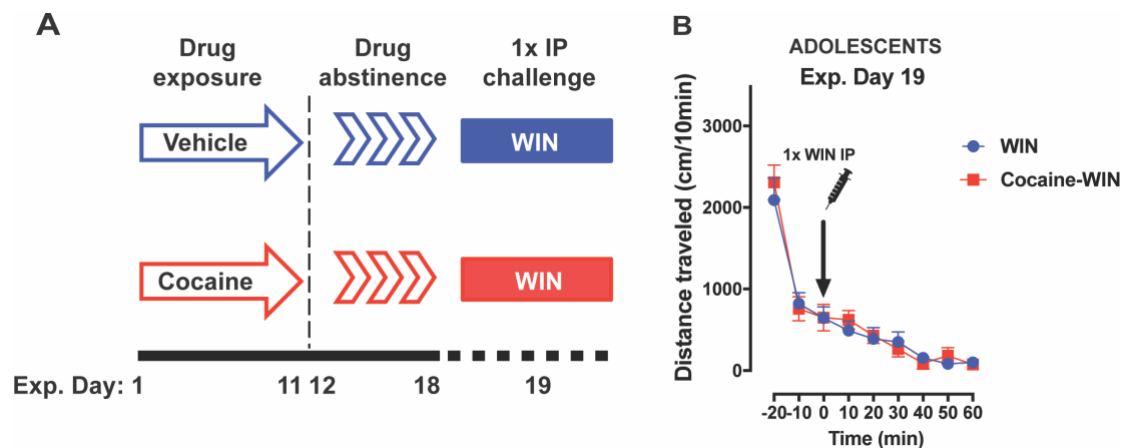 A
Drug exposure
Drug abstinence
1x IP challenge
Vehicle
WIN
Cocaine
WIN
Exp. Day: 1 11 12 18 19
B
ADOLESCENTS
Exp. Day 19
Distance traveled (cm/10min)
3000
2000
1000
0
1x WIN IP
WIN
Cocaine-WIN
-20 -10 0 10 20 30 40 50 60
Time (min)